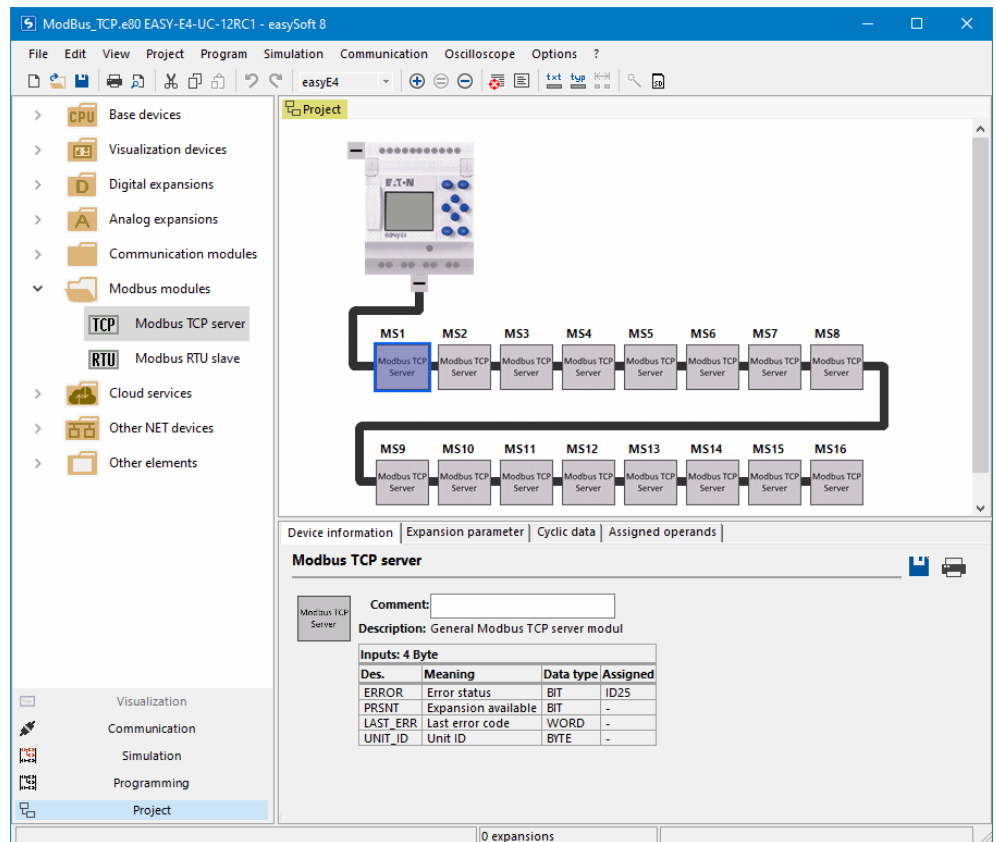 ModBus_TCP.e80 EASY-E4-UC-12RC1 - easySoft 8
File Edit View Project Program Simulation Communication Oscilloscope Options ?
easyE4 txt typ SD
CPU Base devices
Visualization devices
D Digital expansions
A Analog expansions
Communication modules
Modbus modules
TCP Modbus TCP server
RTU Modbus RTU slave
Cloud services
Other NET devices
Other elements
Visualization
Communication
Simulation
Programming
Project
Project
E·T·N
easyE4
MS1 MS2 MS3 MS4 MS5 MS6 MS7 MS8
Modbus TCP Modbus TCP Modbus TCP Modbus TCP Modbus TCP Modbus TCP Modbus TCP Modbus TCP
Server Server Server Server Server Server Server Server
MS9 MS10 MS11 MS12 MS13 MS14 MS15 MS16
Modbus TCP Modbus TCP Modbus TCP Modbus TCP Modbus TCP Modbus TCP Modbus TCP Modbus TCP
Server Server Server Server Server Server Server Server
Device information Expansion parameter Cyclic data Assigned operands
Modbus TCP server
Modbus TCP
Server
Comment:
Description: General Modbus TCP server modul
Inputs: 4 Byte
Des. Meaning Data type Assigned
ERROR Error status BIT ID25
PRSNT Expansion available BIT -
LAST_ERR Last error code WORD -
UNIT_ID Unit ID BYTE -
0 expansions